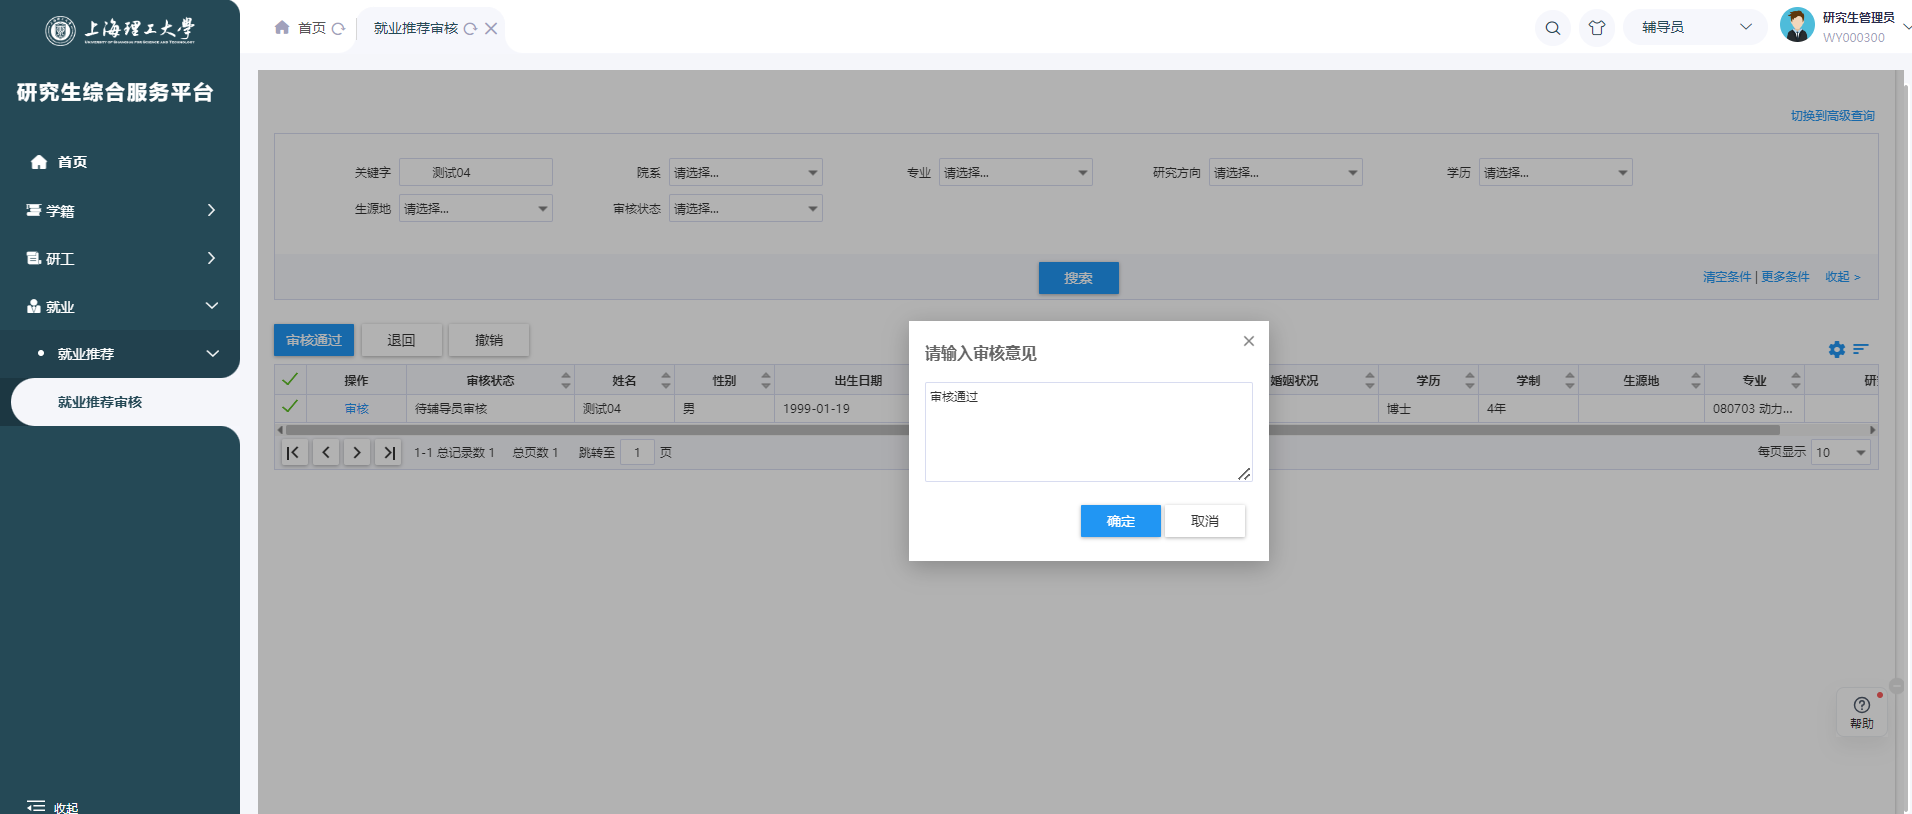 上海理工大学
UNIVERSITY OF SHANGHAI FOR SCIENCE AND TECHNOLOGY
研究生综合服务平台
首页
学籍
研工
就业
就业推荐
就业推荐审核
收起
首页
就业推荐审核
辅导员
研究生管理员
WY000300
切换到高级查询
关键字 测试04 院系 请选择... 专业 请选择... 研究方向 请选择... 学历 请选择...
生源地 请选择... 审核状态 请选择...
搜索
清空条件 | 更多条件 收起 >
审核通过 退回 撤销
操作 审核状态 姓名 性别 出生日期 婚姻状况 学历 学制 生源地 专业
审核 待辅导员审核 测试04 男 1999-01-19 博士 4年 080703 动力...
1-1 总记录数 1 总页数 1 跳转至 1 页 每页显示 10
请输入审核意见
审核通过
确定 取消
帮助